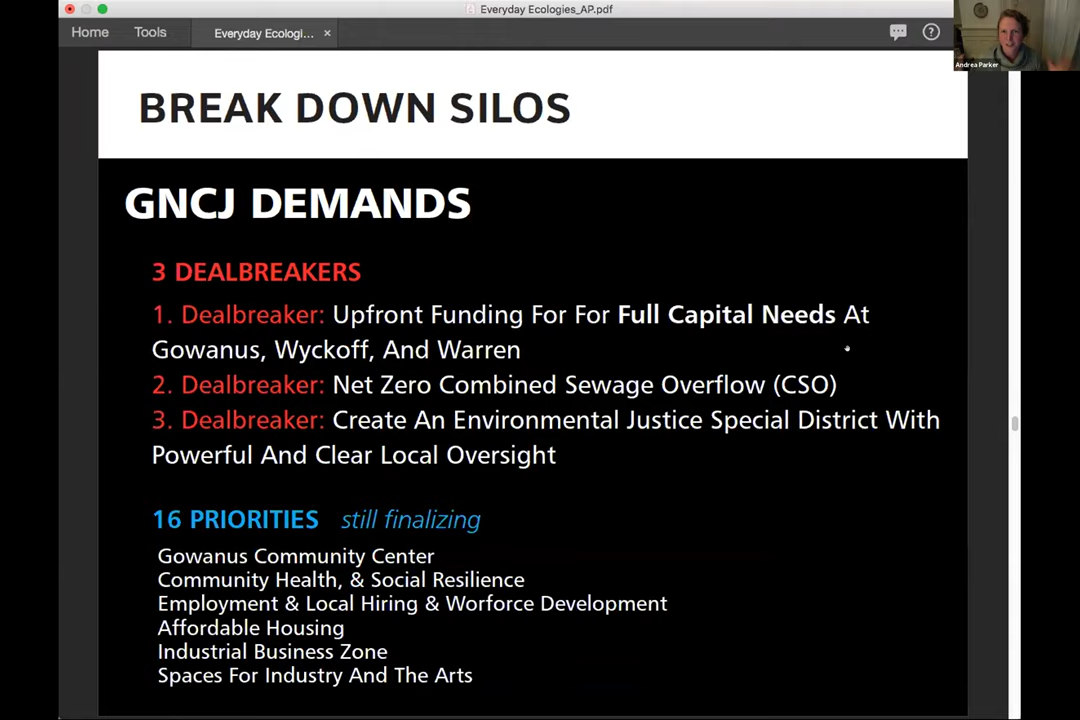 Everyday Ecologies_AP.pdf
Home Tools Everyday Ecologi... ×
?
Andrea Parker
BREAK DOWN SILOS
GNCJ DEMANDS
3 DEALBREAKERS
1. Dealbreaker: Upfront Funding For For Full Capital Needs At
Gowanus, Wyckoff, And Warren
2. Dealbreaker: Net Zero Combined Sewage Overflow (CSO)
3. Dealbreaker: Create An Environmental Justice Special District With
Powerful And Clear Local Oversight
16 PRIORITIES still finalizing
Gowanus Community Center
Community Health, & Social Resilience
Employment & Local Hiring & Worforce Development
Affordable Housing
Industrial Business Zone
Spaces For Industry And The Arts